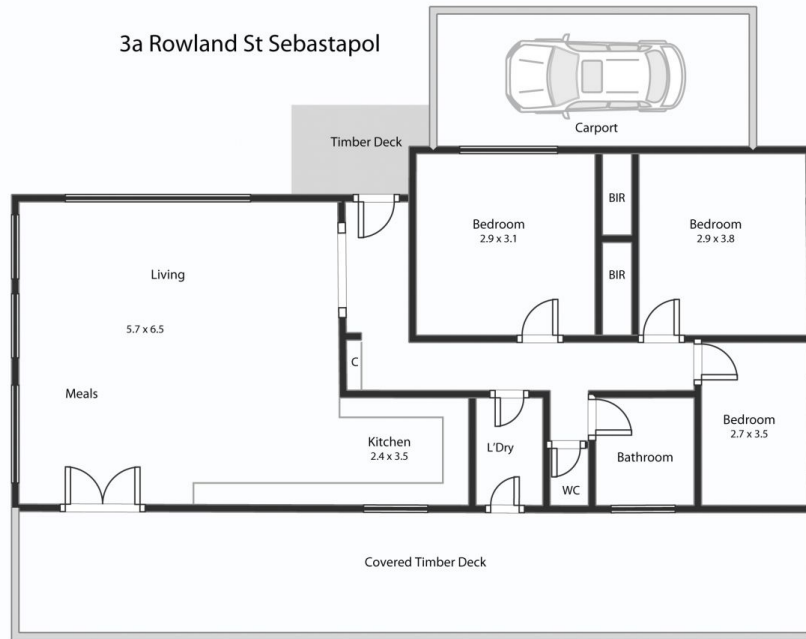 3a Rowland St Sebastapol
Carport
Timber Deck
Bedroom
2.9 x 3.1
BIR
BIR
Bedroom
2.9 x 3.8
Living
5.7 x 6.5
Meals
C
Kitchen
2.4 x 3.5
L'Dry
WC
Bathroom
Bedroom
2.7 x 3.5
Covered Timber Deck